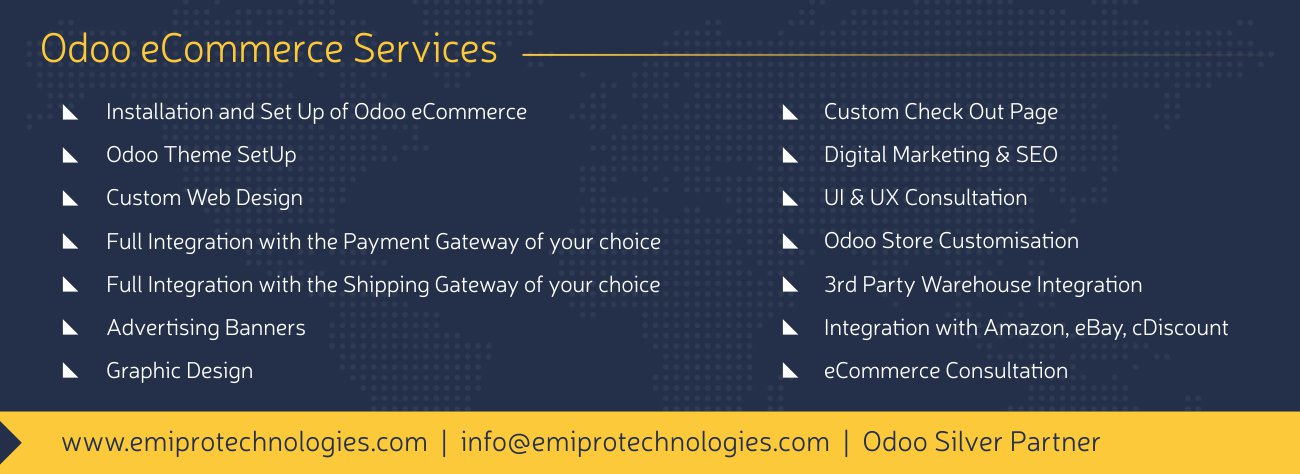 Odoo eCommerce Services
Installation and Set Up of Odoo eCommerce
Odoo Theme SetUp
Custom Web Design
Full Integration with the Payment Gateway of your choice
Full Integration with the Shipping Gateway of your choice
Advertising Banners
Graphic Design
Custom Check Out Page
Digital Marketing & SEO
UI & UX Consultation
Odoo Store Customisation
3rd Party Warehouse Integration
Integration with Amazon, eBay, cDiscount
eCommerce Consultation
www.emiprotechnologies.com | info@emiprotechnologies.com | Odoo Silver Partner